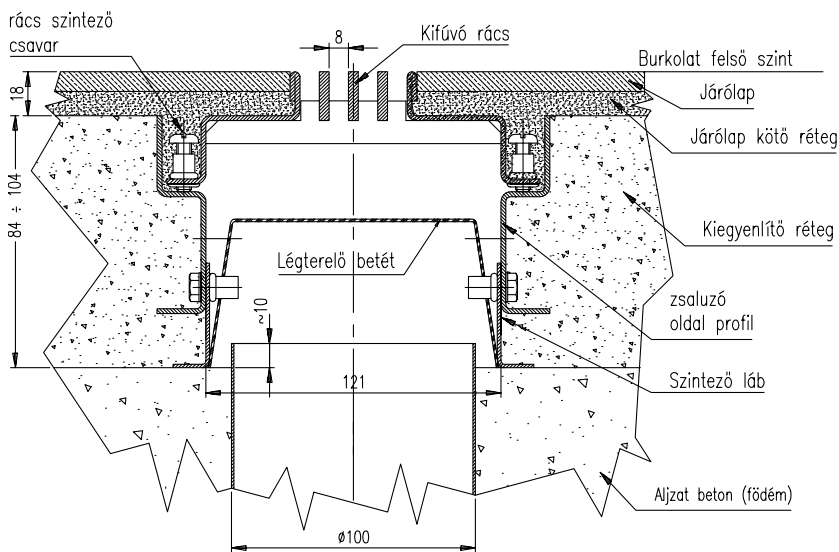 rács szintező
csavar
8
Kifúvó rács
Burkolat felső szint
Járólap
18
Járólap kötő réteg
84 ÷ 104
Kiegyenlítő réteg
Légterelő betét
~10
zsaluzó
oldal profil
121
Szintező láb
Aljzat beton (födém)
ø100